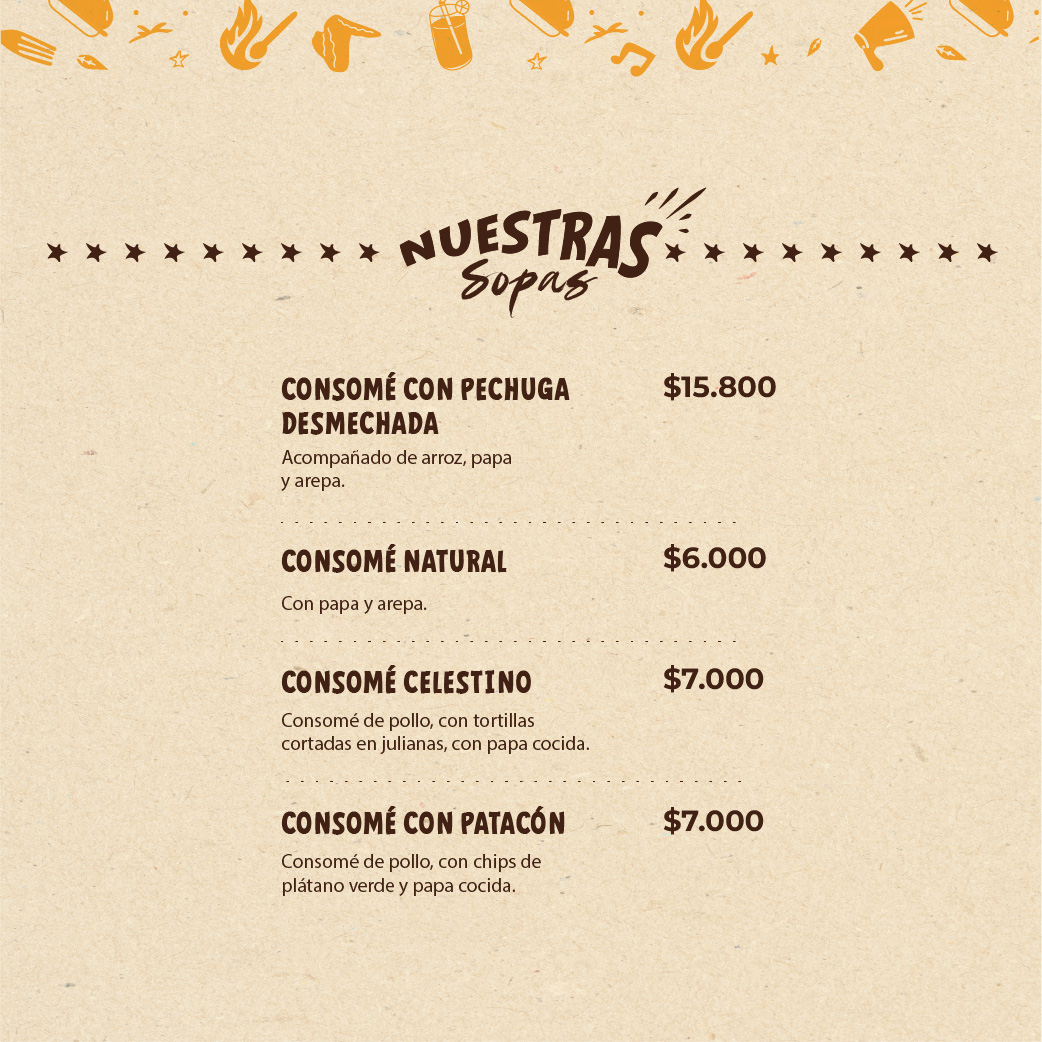 NUESTRAS
Sopas
CONSOMÉ CON PECHUGA $15.800
DESMECHADA
Acompañado de arroz, papa
y arepa.
CONSOMÉ NATURAL $6.000
Con papa y arepa.
CONSOMÉ CELESTINO $7.000
Consomé de pollo, con tortillas
cortadas en julianas, con papa cocida.
CONSOMÉ CON PATACÓN $7.000
Consomé de pollo, con chips de
plátano verde y papa cocida.